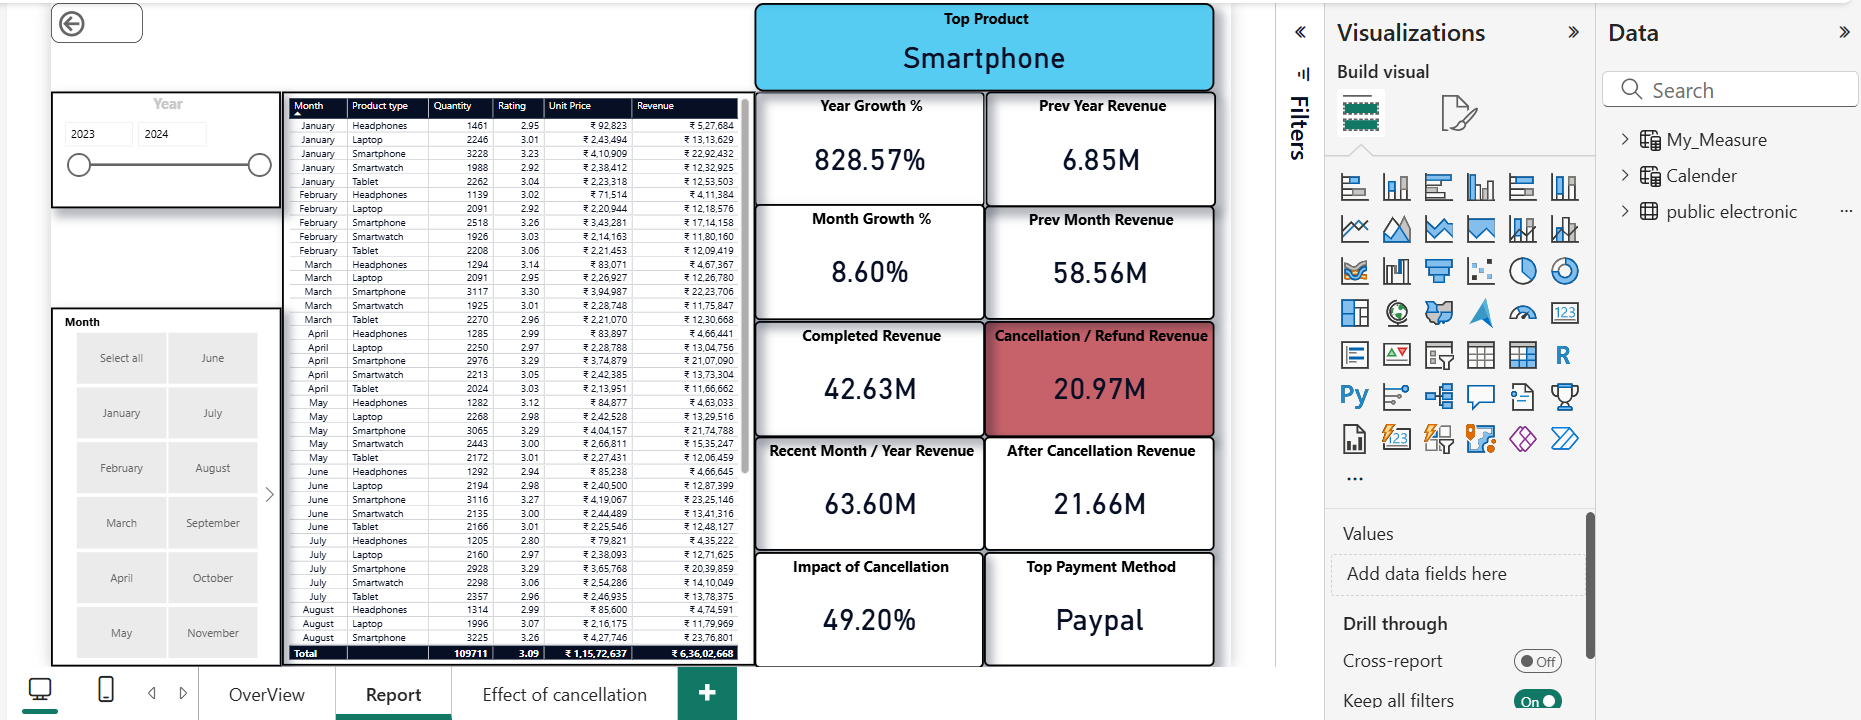 Top Product
Smartphone
Year
2023 2024
Month
Select all June
January July
February August
March September
April October
May November
Month Product type Quantity Rating Unit Price Revenue
January Headphones 1461 2.95 ₹ 92,823 ₹ 5,27,684
January Laptop 2246 3.01 ₹ 2,43,494 ₹ 13,13,629
January Smartphone 3228 3.23 ₹ 4,10,909 ₹ 22,92,432
January Smartwatch 1988 2.92 ₹ 2,38,412 ₹ 12,32,925
January Tablet 2262 3.04 ₹ 2,23,318 ₹ 12,53,503
February Headphones 1139 3.02 ₹ 71,514 ₹ 4,11,384
February Laptop 2091 2.92 ₹ 2,20,944 ₹ 12,18,576
February Smartphone 2518 3.26 ₹ 3,43,281 ₹ 17,14,158
February Smartwatch 1926 3.03 ₹ 2,14,163 ₹ 11,80,160
February Tablet 2208 3.06 ₹ 2,21,453 ₹ 12,09,419
March Headphones 1294 3.14 ₹ 83,071 ₹ 4,67,367
March Laptop 2091 2.95 ₹ 2,26,927 ₹ 12,26,780
March Smartphone 3117 3.30 ₹ 3,94,987 ₹ 22,23,706
March Smartwatch 1925 3.01 ₹ 2,28,748 ₹ 11,75,847
March Tablet 2270 2.96 ₹ 2,21,070 ₹ 12,30,668
April Headphones 1285 2.99 ₹ 83,897 ₹ 4,66,441
April Laptop 2250 2.97 ₹ 2,28,788 ₹ 13,04,756
April Smartphone 2976 3.29 ₹ 3,74,879 ₹ 21,07,090
April Smartwatch 2213 3.05 ₹ 2,42,385 ₹ 13,73,304
April Tablet 2024 3.03 ₹ 2,13,951 ₹ 11,66,662
May Headphones 1282 3.12 ₹ 84,877 ₹ 4,63,033
May Laptop 2268 2.98 ₹ 2,42,528 ₹ 13,29,516
May Smartphone 3065 3.29 ₹ 4,04,157 ₹ 21,74,788
May Smartwatch 2443 3.00 ₹ 2,66,811 ₹ 15,35,247
May Tablet 2172 3.01 ₹ 2,27,431 ₹ 12,06,459
June Headphones 1292 2.94 ₹ 85,238 ₹ 4,66,645
June Laptop 2194 2.98 ₹ 2,40,500 ₹ 12,87,399
June Smartphone 3116 3.27 ₹ 4,19,067 ₹ 23,25,146
June Smartwatch 2135 3.00 ₹ 2,44,489 ₹ 13,41,316
June Tablet 2166 3.01 ₹ 2,25,546 ₹ 12,48,127
July Headphones 1205 2.80 ₹ 79,821 ₹ 4,35,222
July Laptop 2160 2.97 ₹ 2,38,093 ₹ 12,71,625
July Smartphone 2928 3.29 ₹ 3,65,768 ₹ 20,39,859
July Smartwatch 2298 3.06 ₹ 2,54,286 ₹ 14,10,049
July Tablet 2357 2.96 ₹ 2,46,935 ₹ 13,78,375
August Headphones 1314 2.99 ₹ 85,600 ₹ 4,74,591
August Laptop 1996 3.07 ₹ 2,16,175 ₹ 11,79,969
August Smartphone 3225 3.26 ₹ 4,27,746 ₹ 23,76,801
Total 109711 3.09 ₹ 1,15,72,637 ₹ 6,36,02,668
Year Growth % Prev Year Revenue
828.57% 6.85M
Month Growth % Prev Month Revenue
8.60% 58.56M
Completed Revenue Cancellation / Refund Revenue
42.63M 20.97M
Recent Month / Year Revenue After Cancellation Revenue
63.60M 21.66M
Impact of Cancellation Top Payment Method
49.20% Paypal
OverView Report Effect of cancellation +
Filters
Visualizations
Build visual
123
R
Py
123
...
Values
Add data fields here
Drill through
Cross-report Off
Keep all filters On
Data
Search
My_Measure
Calender
public electronic ...